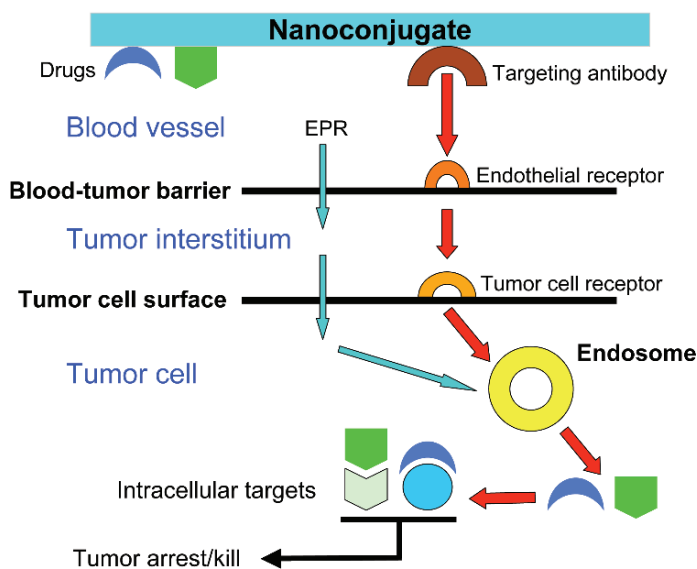 Nanoconjugate
Drugs
Targeting antibody
Blood vessel
EPR
Endothelial receptor
Blood-tumor barrier
Tumor interstitium
Tumor cell receptor
Tumor cell surface
Endosome
Tumor cell
Intracellular targets
Tumor arrest/kill